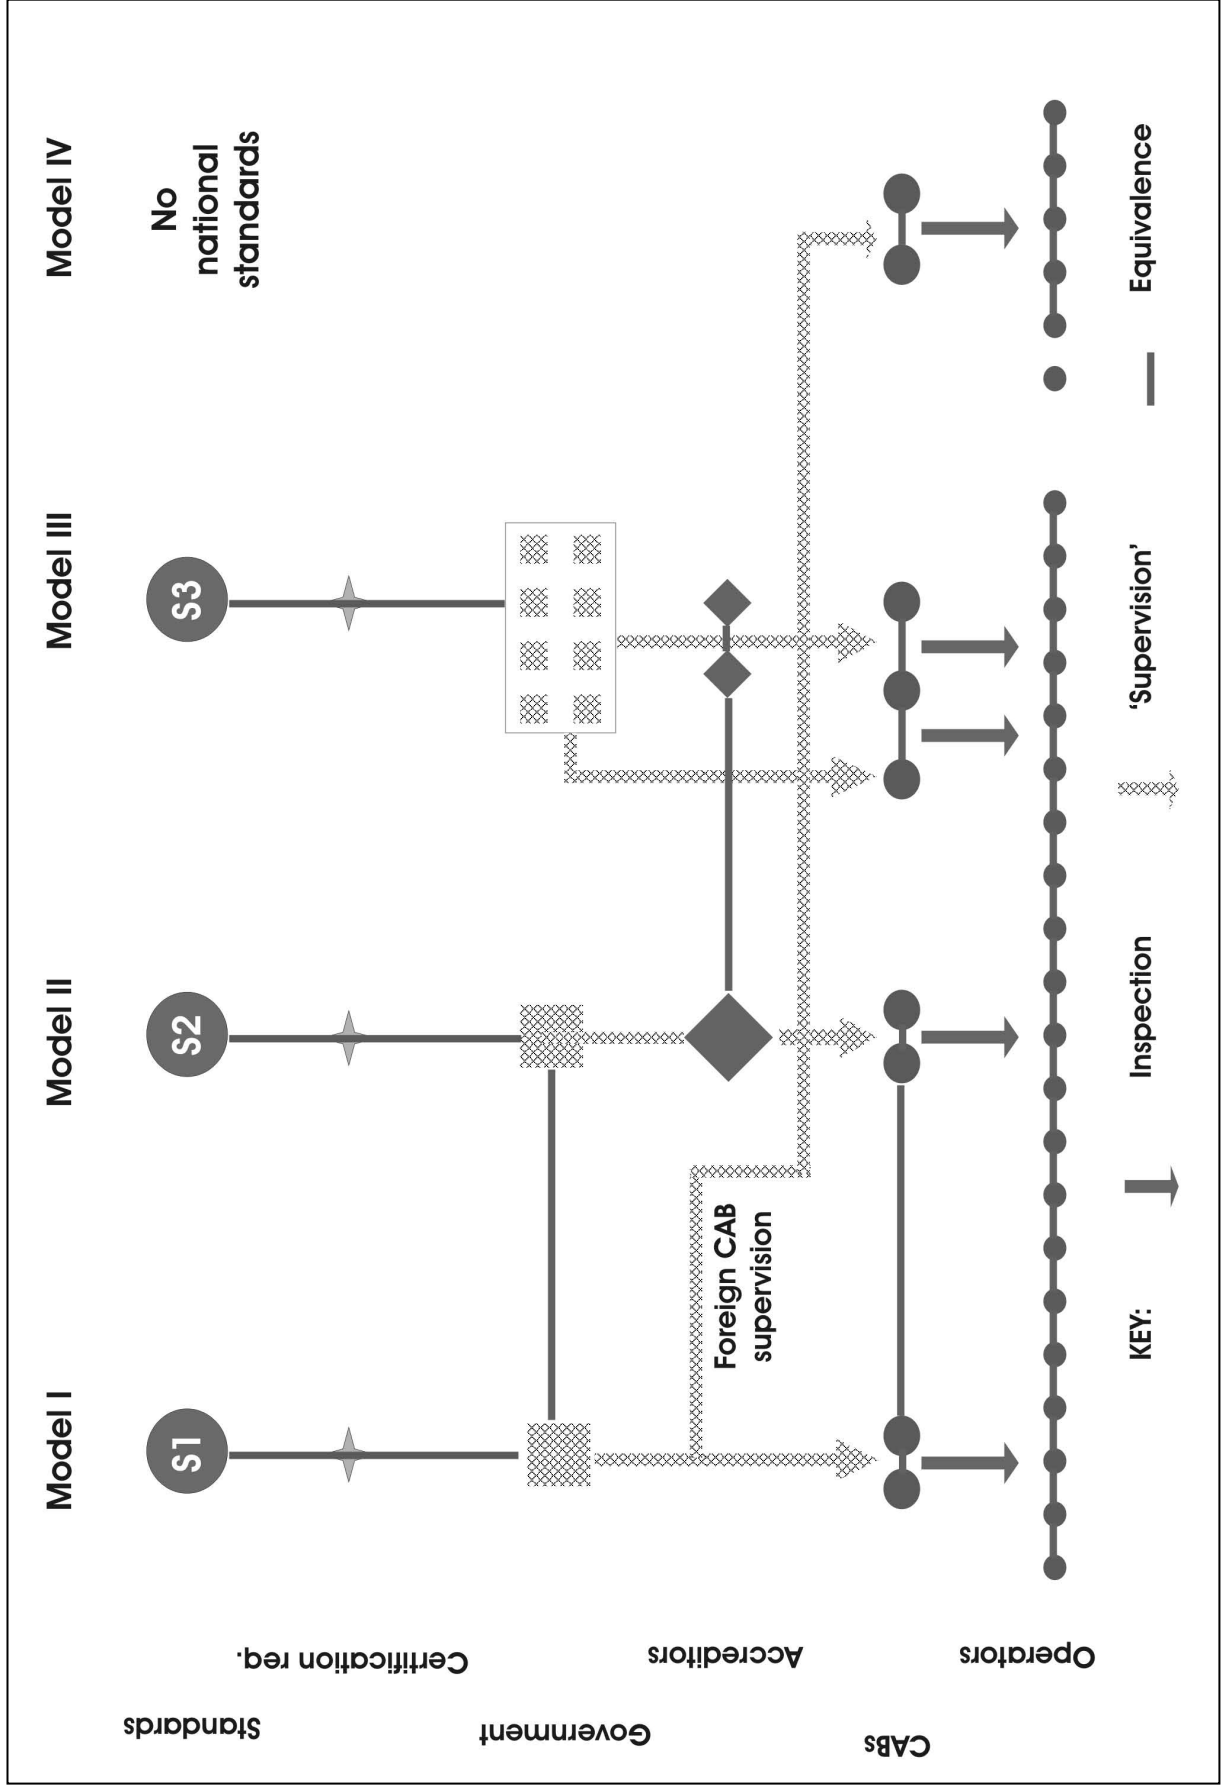 Model I
Model II
Model III
Model IV
Standards
S1
S2
S3
No
national
standards
Certification req.
Government
Accreditors
Foreign CAB
supervision
CABs
Operators
KEY:
Inspection
‘Supervision’
Equivalence